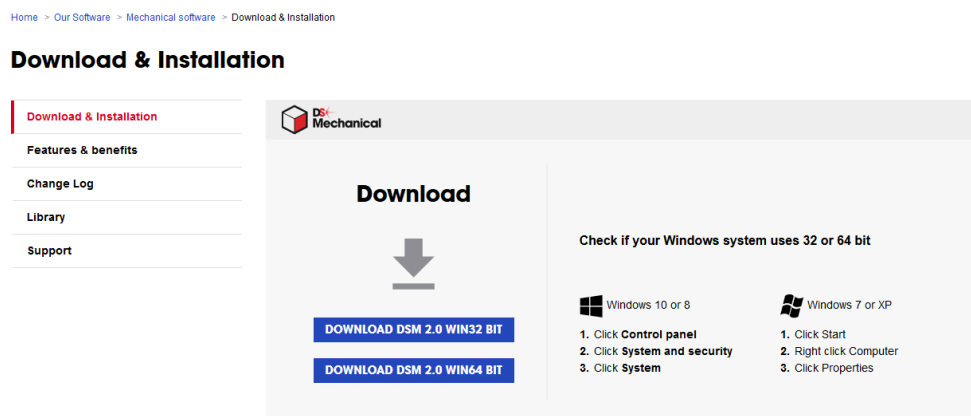 Home > Our Software > Mechanical software > Download & Installation
Download & Installation
Download & Installation
Features & benefits
Change Log
Library
Support
DS
Mechanical
Download
DOWNLOAD DSM 2.0 WIN32 BIT
DOWNLOAD DSM 2.0 WIN64 BIT
Check if your Windows system uses 32 or 64 bit
Windows 10 or 8
1. Click Control panel
2. Click System and security
3. Click System
Windows 7 or XP
1. Click Start
2. Right click Computer
3. Click Properties